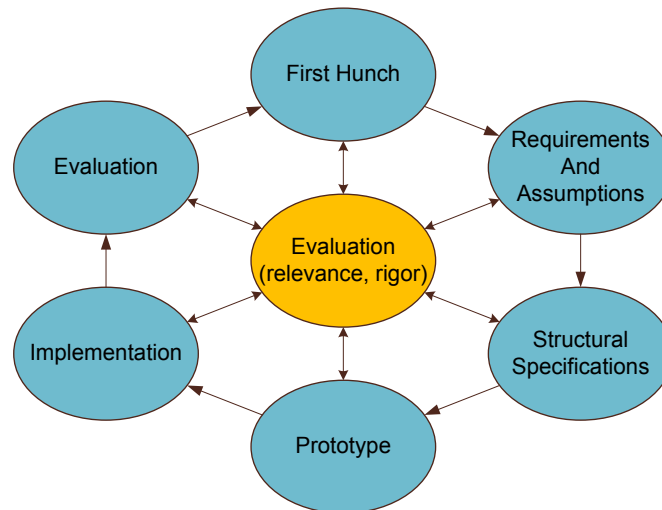 First Hunch
Requirements
And
Assumptions
Structural
Specifications
Prototype
Implementation
Evaluation
Evaluation
(relevance, rigor)